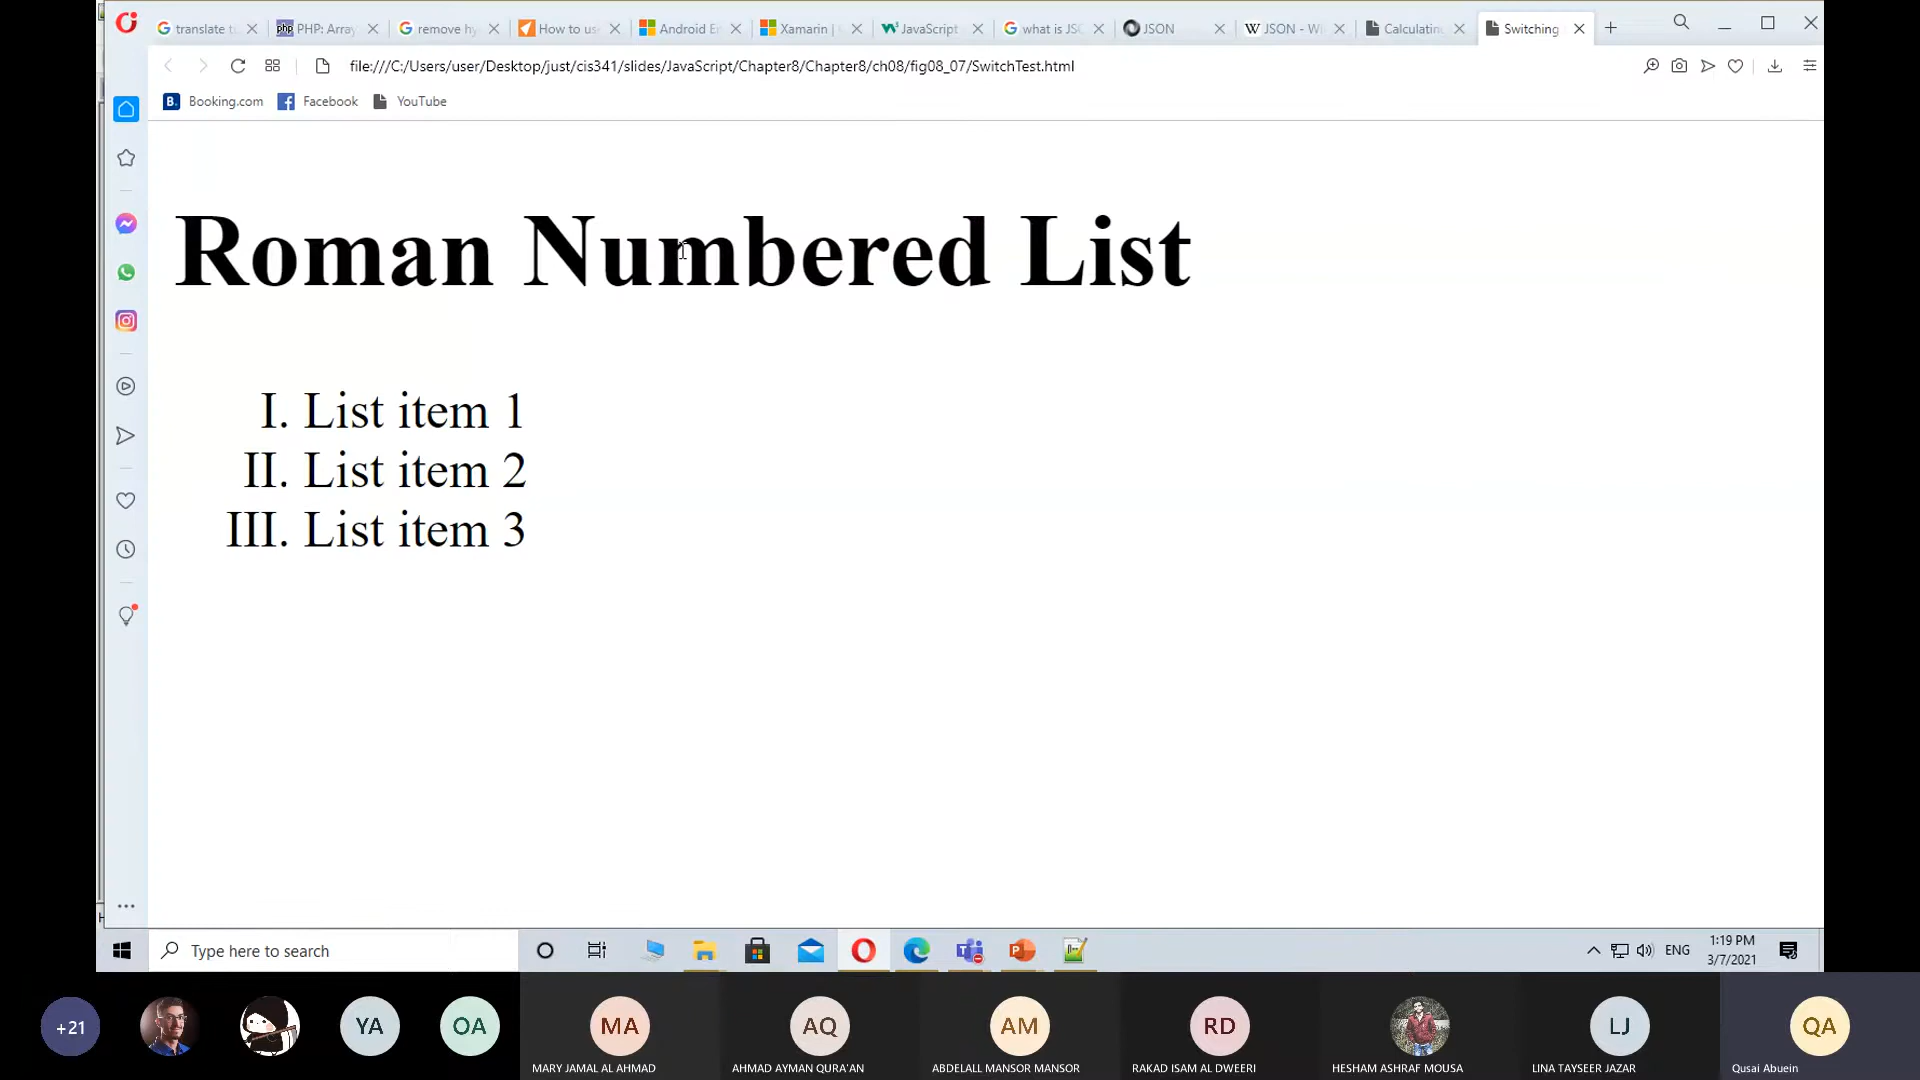 translate t
PHP: Array
remove hy
How to us
Android E
Xamarin |
JavaScript
what is JSO
JSON
JSON - Wi
Calculatin
Switching
file:///C:/Users/user/Desktop/just/cis341/slides/JavaScript/Chapter8/Chapter8/ch08/fig08_07/SwitchTest.html
B. Booking.com Facebook YouTube
Roman Numbered List
I. List item 1
II. List item 2
III. List item 3
Type here to search
ENG
1:19 PM
3/7/2021
+21 YA OA MA AQ AM RD LJ QA
MARY JAMAL AL AHMAD AHMAD AYMAN QURA'AN ABDELALL MANSOR MANSOR RAKAD ISAM AL DWEERI HESHAM ASHRAF MOUSA LINA TAYSEER JAZAR Qusai Abuein